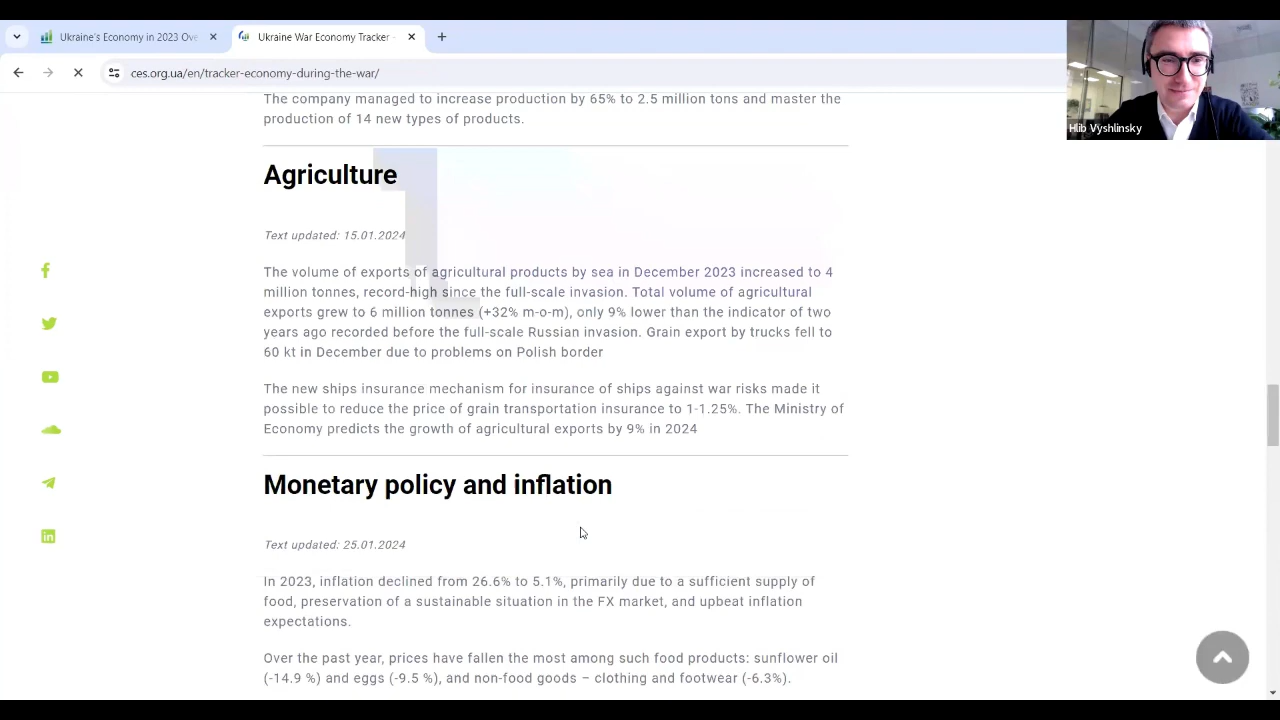 Ukraine's Economy in 2023 Ove
Ukraine War Economy Tracker -
ces.org.ua/en/tracker-economy-during-the-war/
Hlib Vyshlinsky
The company managed to increase production by 65% to 2.5 million tons and master the
production of 14 new types of products.
Agriculture
Text updated: 15.01.2024
The volume of exports of agricultural products by sea in December 2023 increased to 4
million tonnes, record-high since the full-scale invasion. Total volume of agricultural
exports grew to 6 million tonnes (+32% m-o-m), only 9% lower than the indicator of two
years ago recorded before the full-scale Russian invasion. Grain export by trucks fell to
60 kt in December due to problems on Polish border
The new ships insurance mechanism for insurance of ships against war risks made it
possible to reduce the price of grain transportation insurance to 1-1.25%. The Ministry of
Economy predicts the growth of agricultural exports by 9% in 2024
Monetary policy and inflation
Text updated: 25.01.2024
In 2023, inflation declined from 26.6% to 5.1%, primarily due to a sufficient supply of
food, preservation of a sustainable situation in the FX market, and upbeat inflation
expectations.
Over the past year, prices have fallen the most among such food products: sunflower oil
(-14.9 %) and eggs (-9.5 %), and non-food goods – clothing and footwear (-6.3%).